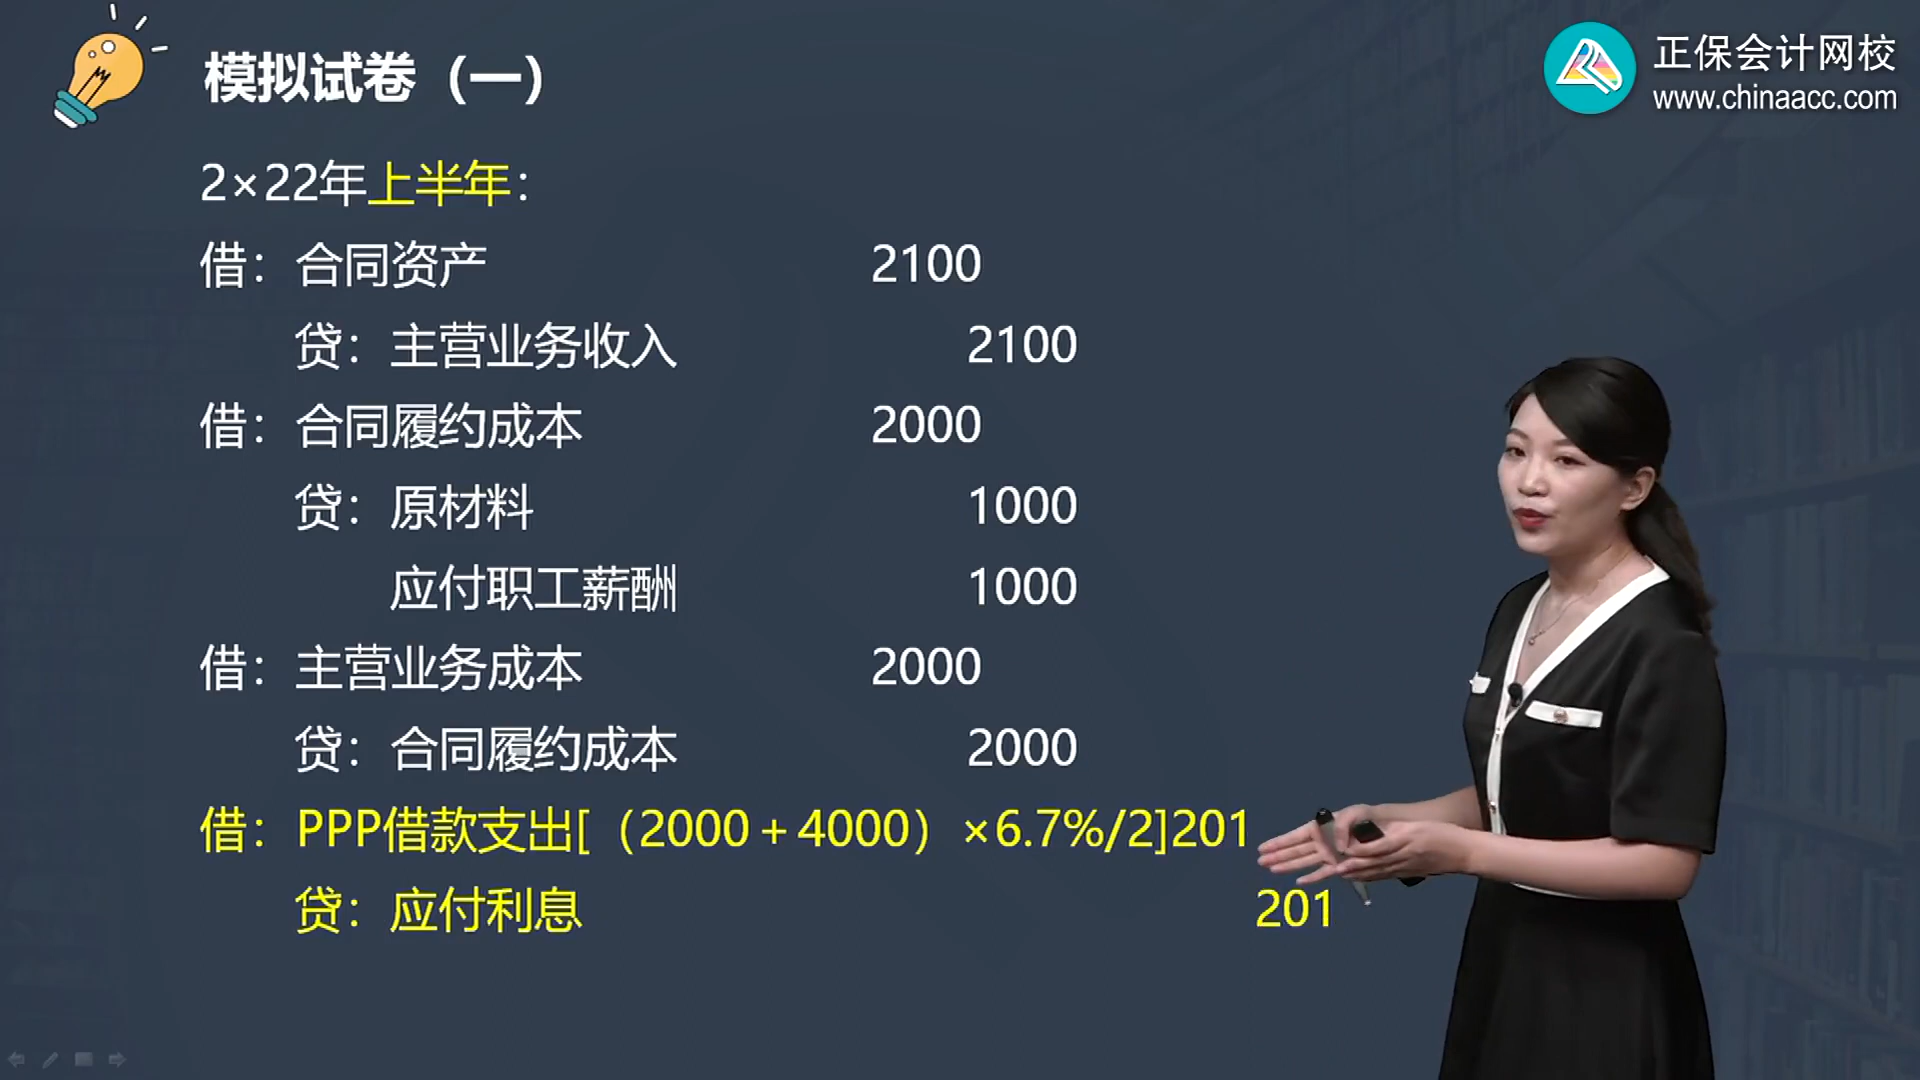 模拟试卷（一）
正保会计网校
www.chinaacc.com
2×22年上半年：
借：合同资产 2100
贷：主营业务收入 2100
借：合同履约成本 2000
贷：原材料 1000
应付职工薪酬 1000
借：主营业务成本 2000
贷：合同履约成本 2000
借：PPP借款支出[（2000＋4000）×6.7%/2]201
贷：应付利息 201